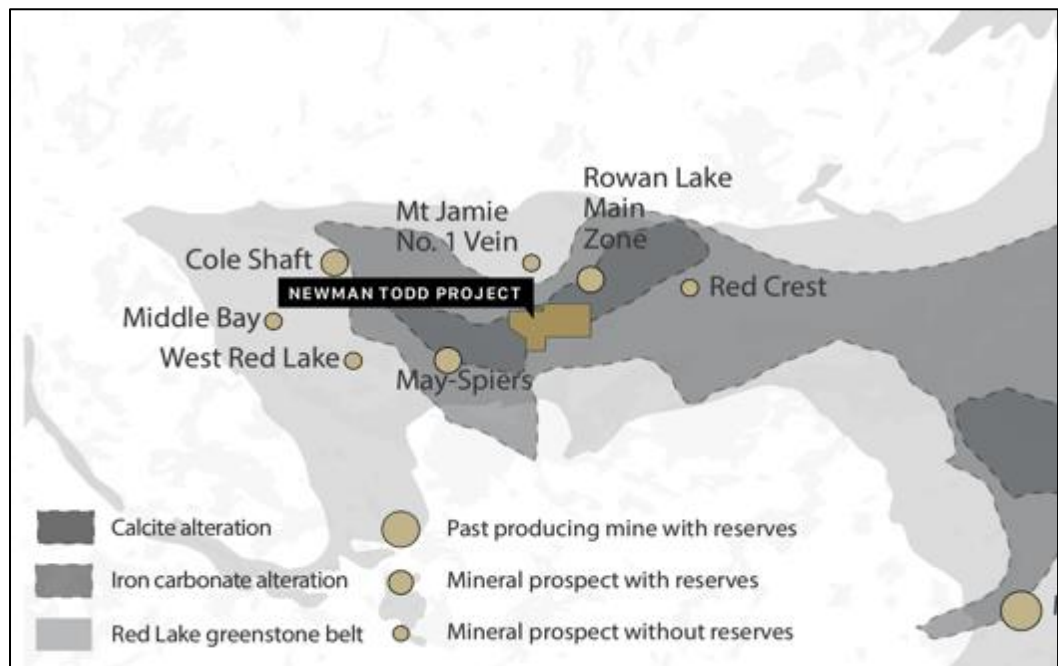 Rowan Lake
Main
Zone
Mt Jamie
No. 1 Vein
Cole Shaft
NEWMAN TODD PROJECT
Red Crest
Middle Bay
West Red Lake
May-Spiers
Calcite alteration
Past producing mine with reserves
Iron carbonate alteration
Mineral prospect with reserves
Red Lake greenstone belt
Mineral prospect without reserves